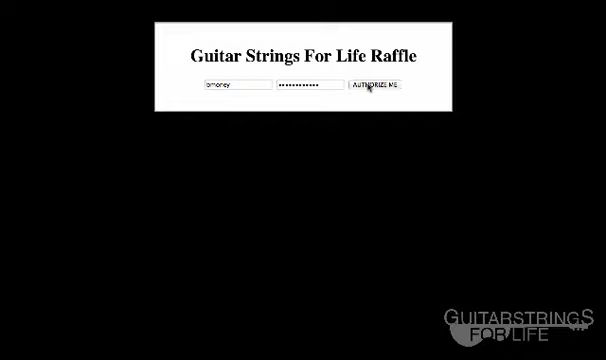 Guitar Strings For Life Raffle
bmoney •••••••••••• AUTHORIZE ME
GUITARSTRINGS
FOR LIFE